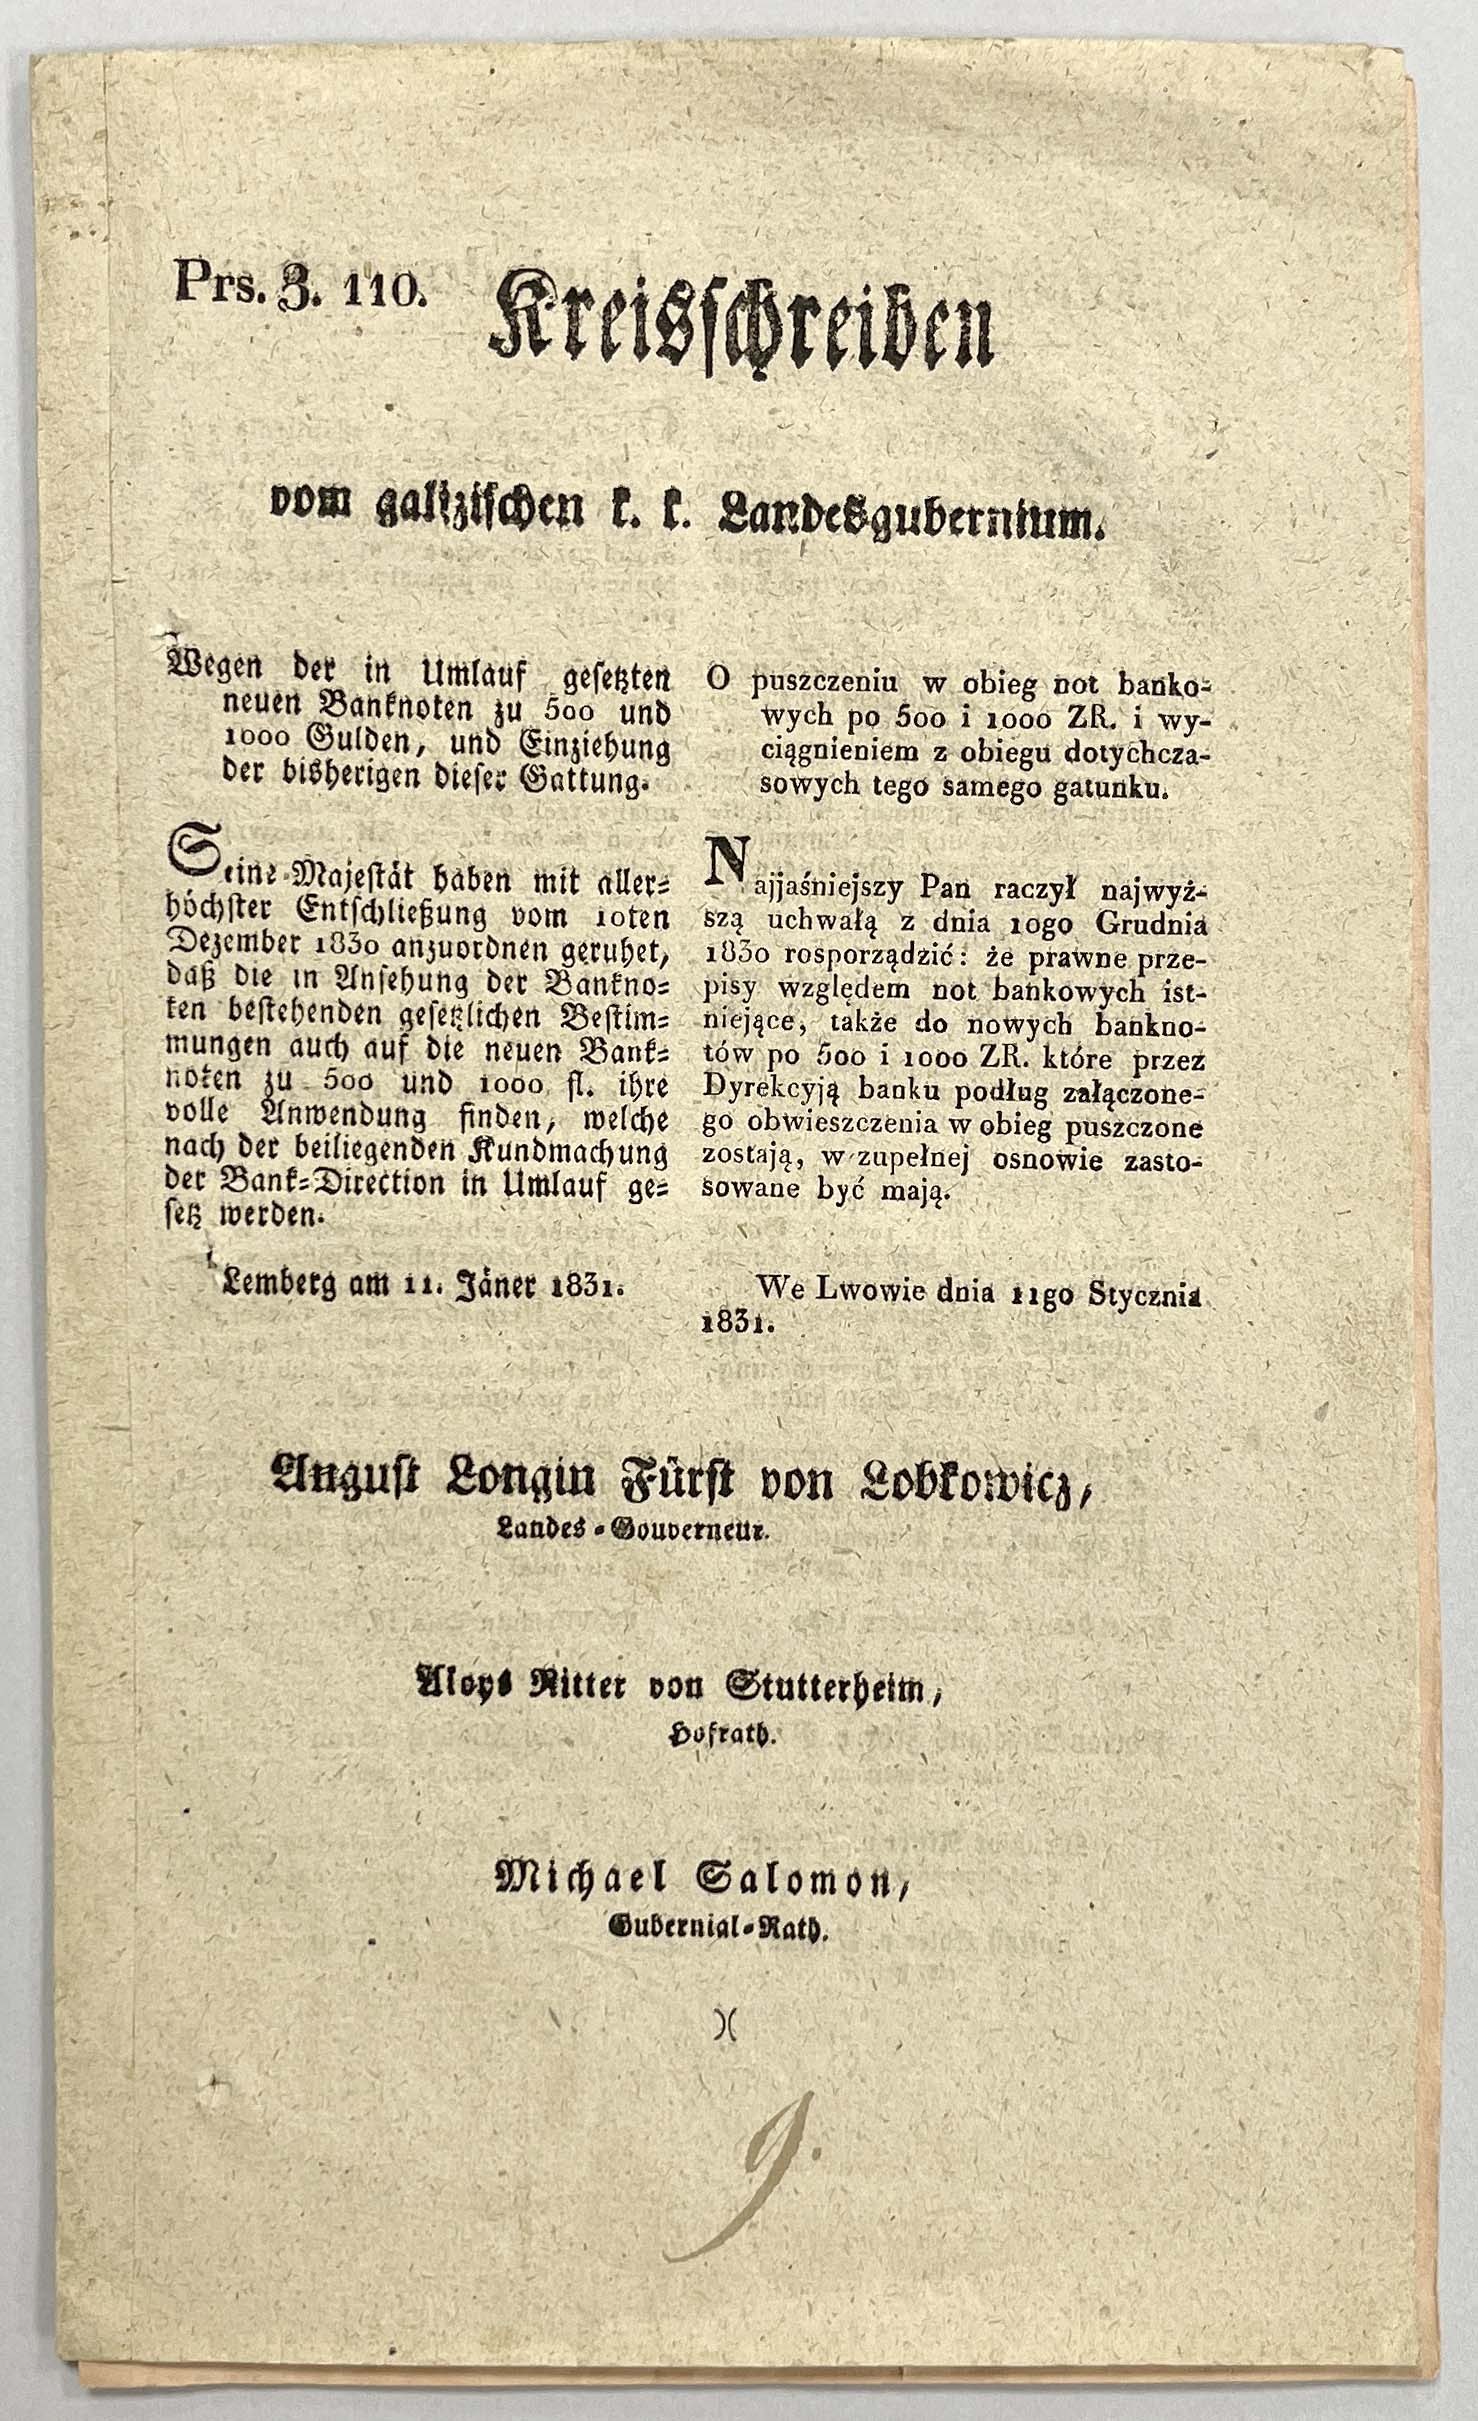 Prs. Z. 110.
Kreisschreiben
vom galizischen k. k. Landesgubernium.
Wegen der in Umlauf gesetzten
neuen Banknoten zu 500 und
1000 Gulden, und Einziehung
der bisherigen dieser Gattung.
Seine Majestät haben mit aller-
höchster Entschließung vom 10ten
Dezember 1830 anzuordnen geruhet,
daß die in Ansehung der Bankno-
ten bestehenden gesetzlichen Bestim-
mungen auch auf die neuen Bank-
noten zu 500 und 1000 fl. ihre
volle Anwendung finden, welche
nach der beiliegenden Kundmachung
der Bank-Direction in Umlauf ge-
setz werden.
Lemberg am 11. Jäner 1831.
O puszczeniu w obieg not banko-
wych po 500 i 1000 ZR. i wy-
ciągnieniem z obiegu dotychcza-
sowych tego samego gatunku.
Najjaśniejszy Pan raczył najwyż-
szą uchwałą z dnia 10go Grudnia
1830 rosporządzić: że prawne prze-
pisy względem not bankowych ist-
niejące, także do nowych bankno-
tów po 500 i 1000 ZR. które przez
Dyrekcyją banku podług załączone-
go obwieszczenia w obieg puszczone
zostają, w zupełnej osnowie zasto-
sowane być mają.
We Lwowie dnia 11go Stycznia
1831.
August Longin Fürst von Lobkowicz,
Landes-Gouverneur.
Aloys Ritter von Stutterheim,
Hofrath.
Michael Salomon,
Gubernial-Rath.
)(
9.